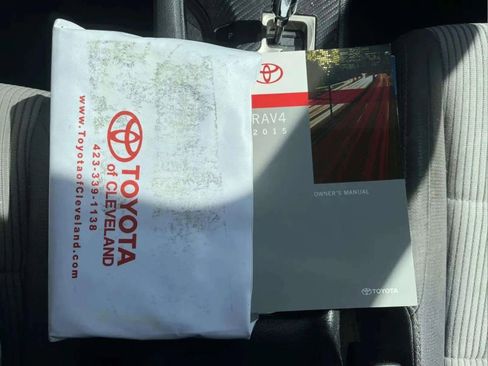 TOYOTA
of CLEVELAND
423-339-1138
www.ToyotaofCleveland.com
RAV4
2015
OWNER'S MANUAL
TOYOTA